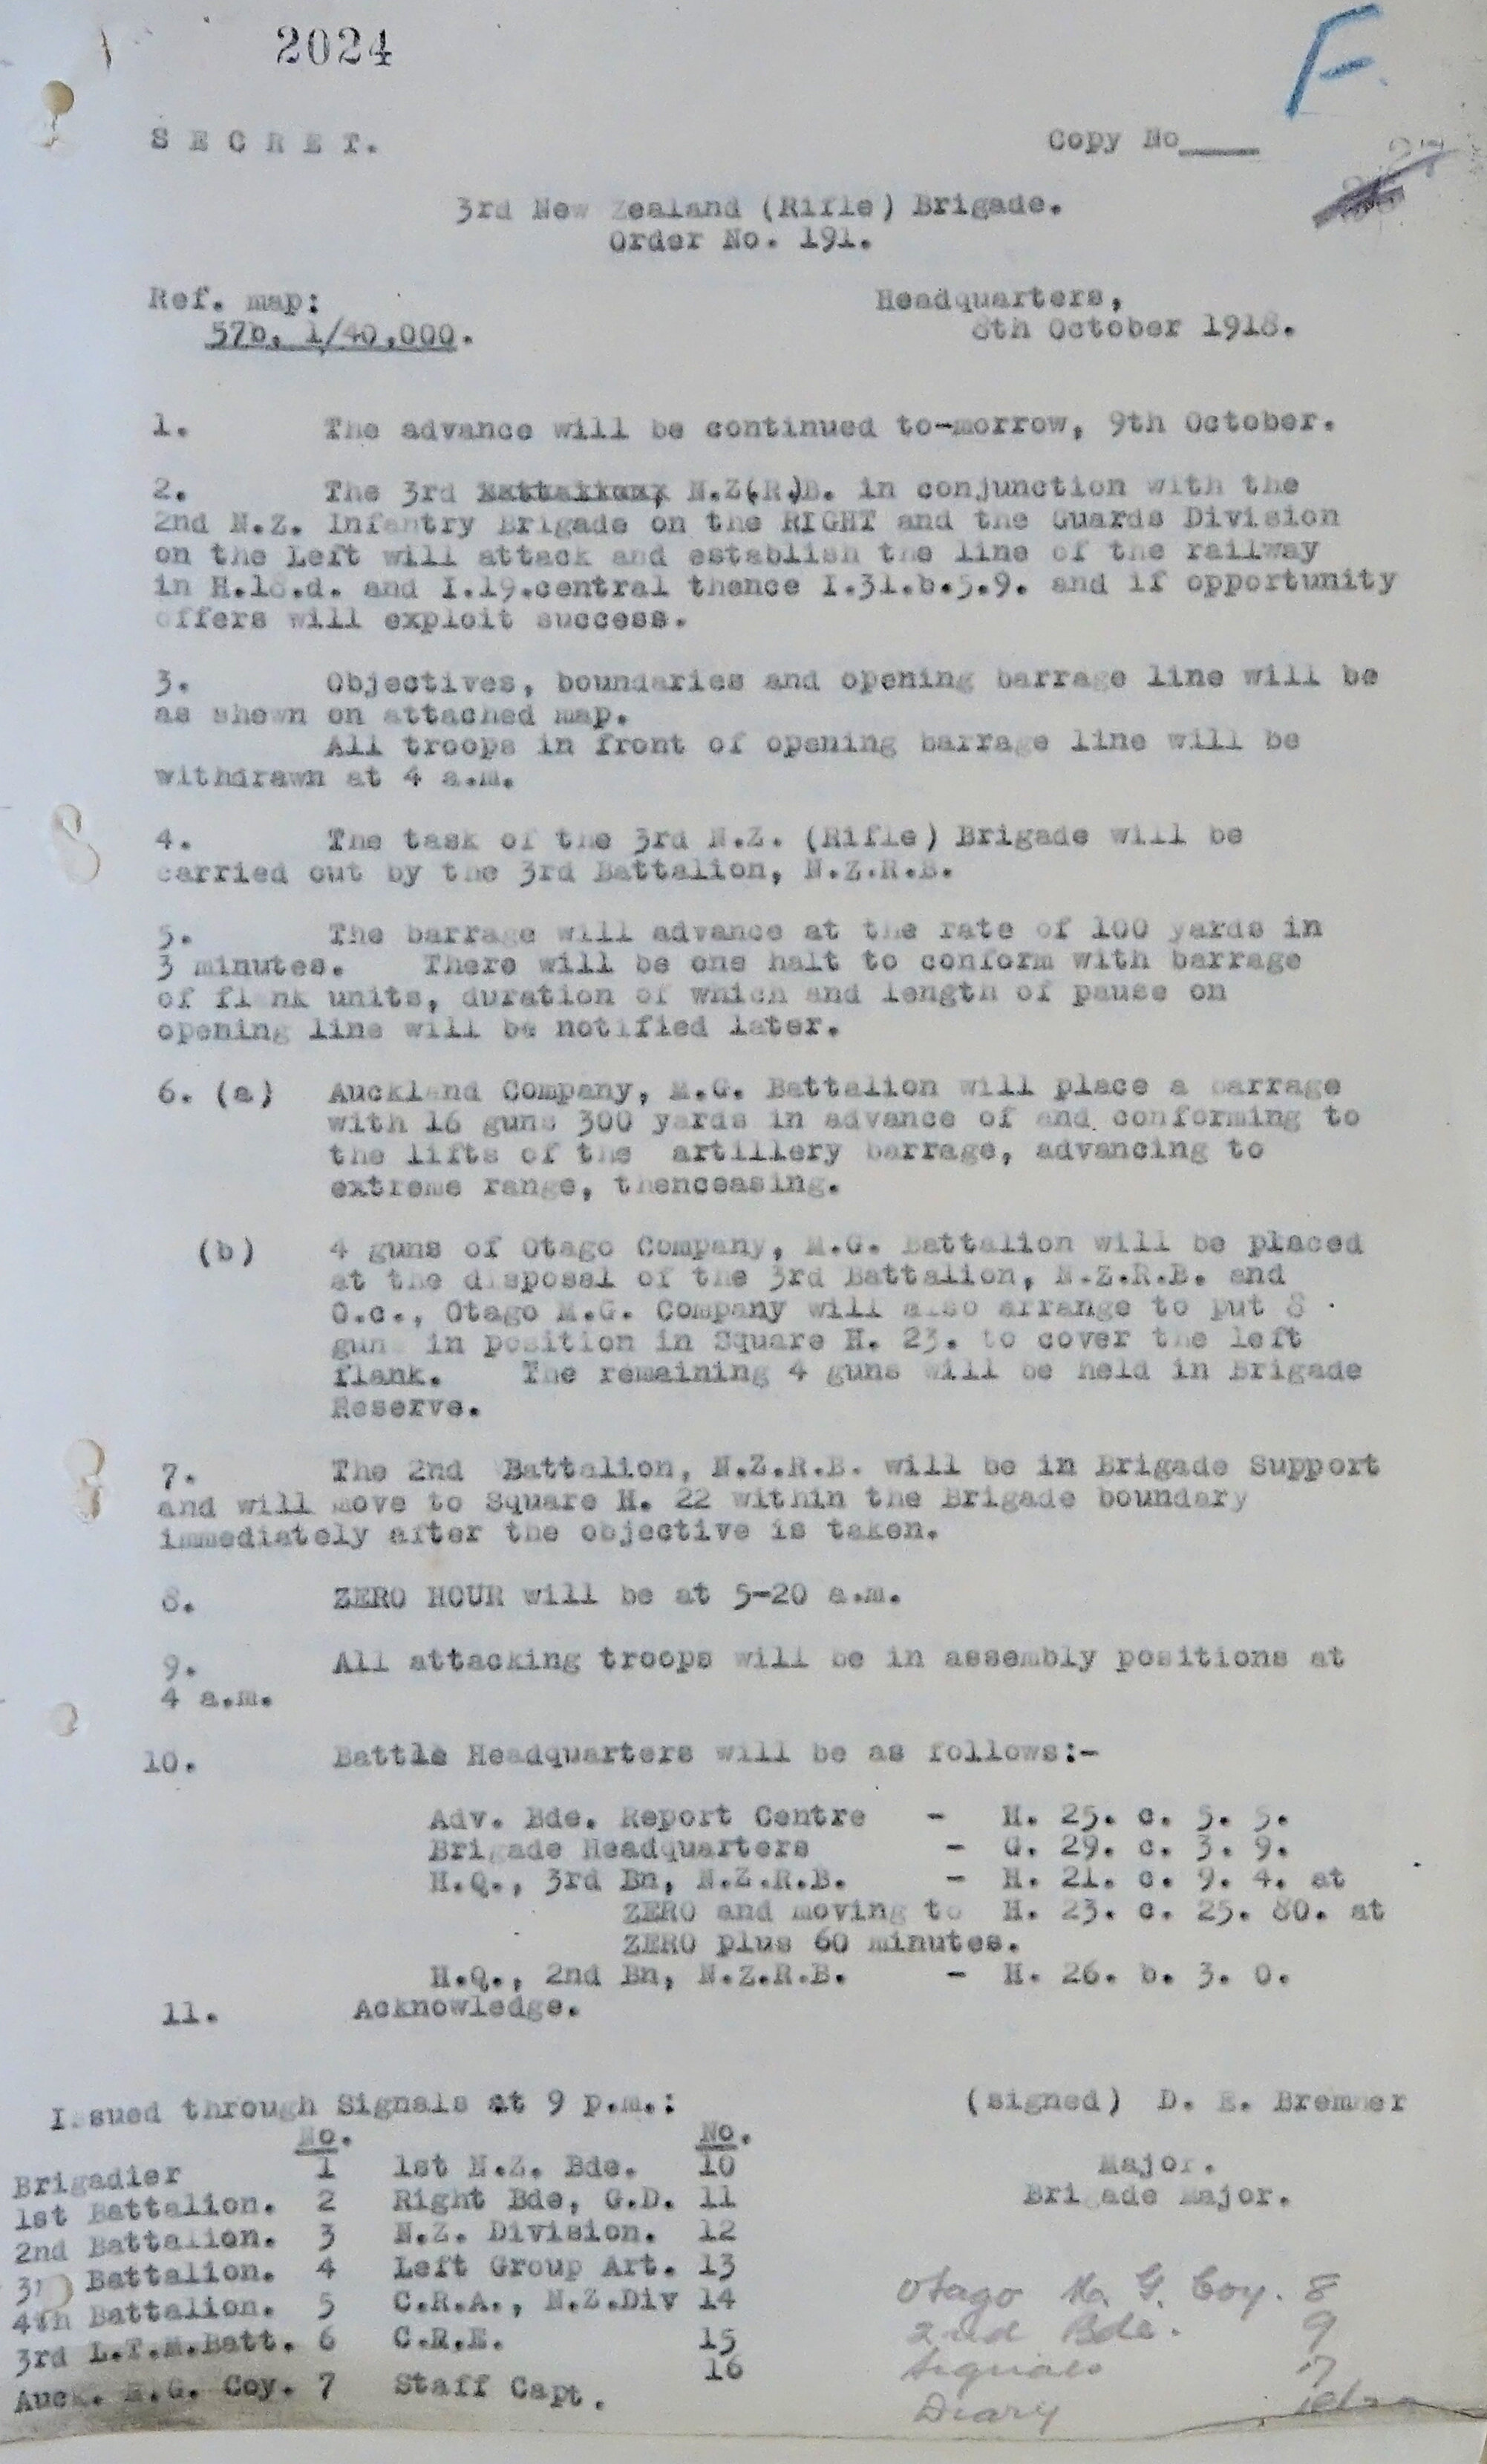 2024
F.
S E C R E T.
Copy No
3rd New Zealand (Rifle) Brigade.
Order No. 191.
Ref. map:
57b, 1/40,000.
Headquarters,
8th October 1918.
1. The advance will be continued to-morrow, 9th October.
2. The 3rd N.Z(R)B. in conjunction with the
2nd N.Z. Infantry Brigade on the RIGHT and the Guards Division
on the Left will attack and establish the line of the railway
in H.18.d. and I.19.central thence I.31.b.5.9. and if opportunity
offers will exploit success.
3. Objectives, boundaries and opening barrage line will be
as shewn on attached map.
All troops in front of opening barrage line will be
withdrawn at 4 a.m.
4. The task of the 3rd N.Z. (Rifle) Brigade will be
carried out by the 3rd Battalion, N.Z.R.B.
5. The barrage will advance at the rate of 100 yards in
3 minutes. There will be one halt to conform with barrage
of flank units, duration of which and length of pause on
opening line will be notified later.
6. (a) Auckland Company, M.G. Battalion will place a barrage
with 16 guns 300 yards in advance of and conforming to
the lifts of the artillery barrage, advancing to
extreme range, thenceasing.
(b) 4 guns of Otago Company, M.G. Battalion will be placed
at the disposal of the 3rd Battalion, N.Z.R.B. and
O.c., Otago M.G. Company will also arrange to put 8
guns in position in Square H. 23. to cover the left
flank. The remaining 4 guns will be held in Brigade
Reserve.
7. The 2nd Battalion, N.Z.R.B. will be in Brigade Support
and will move to Square H. 22 within the Brigade boundary
immediately after the objective is taken.
8. ZERO HOUR will be at 5-20 a.m.
9. All attacking troops will be in assembly positions at
4 a.m.
10. Battle Headquarters will be as follows:-
Adv. Bde. Report Centre - H. 25. c. 5. 5.
Brigade Headquarters - G. 29. c. 3. 9.
H.Q., 3rd Bn, N.Z.R.B. - H. 21. c. 9. 4. at
ZERO and moving to H. 23. c. 25. 80. at
ZERO plus 60 minutes.
H.Q., 2nd Bn, N.Z.R.B. - H. 26. b. 3. 0.
11. Acknowledge.
Issued through Signals at 9 p.m.:
(signed) D. E. Bremner
Major.
Brigade Major.
No. No.
Brigadier 1 1st N.Z. Bde. 10
1st Battalion. 2 Right Bde, G.D. 11
2nd Battalion. 3 N.Z. Division. 12
3rd Battalion. 4 Left Group Art. 13
4th Battalion. 5 C.R.A., N.Z.Div 14
3rd L.T.M.Batt. 6 C.R.E. 15
Auck. M.G. Coy. 7 Staff Capt. 16
Otago M. G. Coy. 8
2nd Bde. 9
Signals 17
Diary